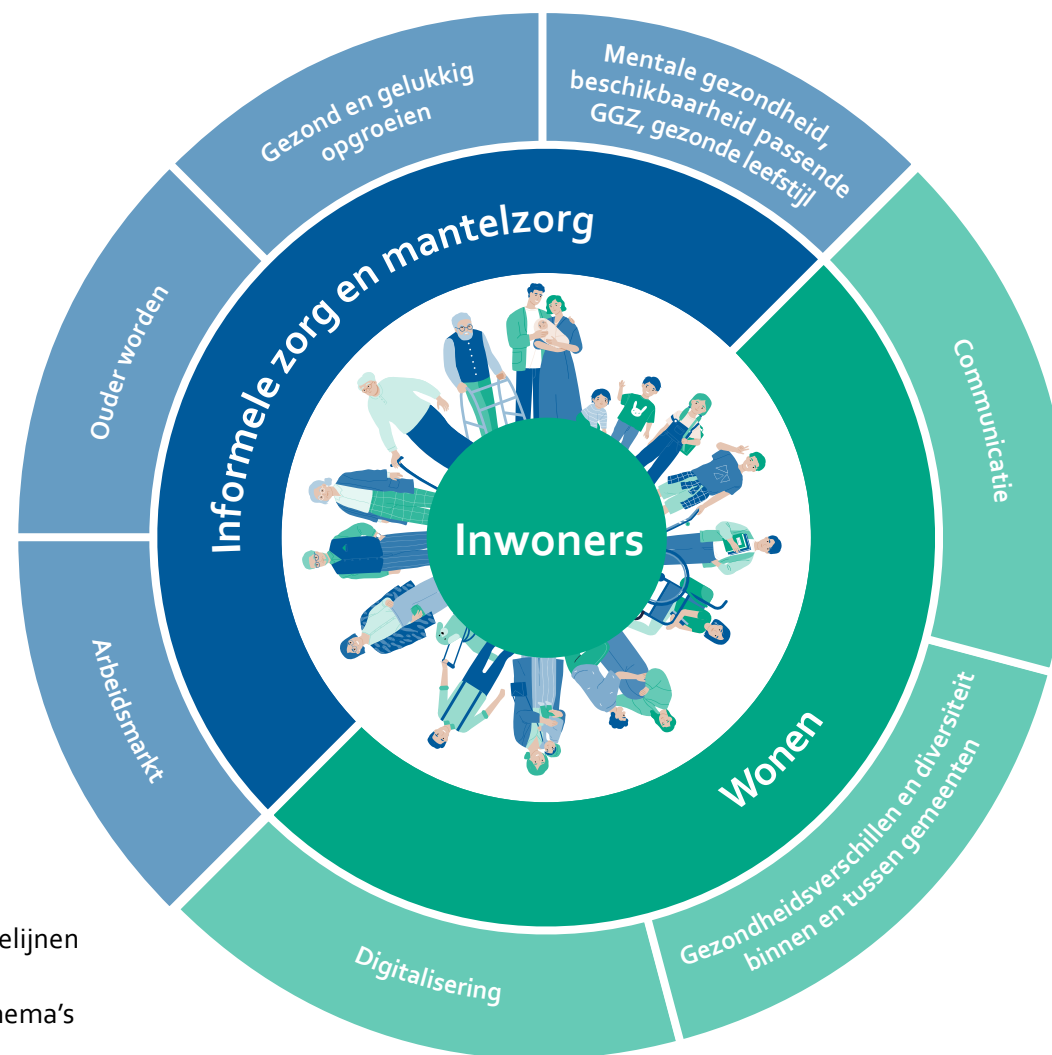 Mentale gezondheid,
beschikbaarheid passende
GGZ, gezonde leefstijl
Gezond en gelukkig
opgroeien
Ouder worden
Arbeidsmarkt
Informele zorg en mantelzorg
Inwoners
Wonen
Communicatie
Gezondheidsverschillen en diversiteit
binnen en tussen gemeenten
Digitalisering
elijnen
ema's